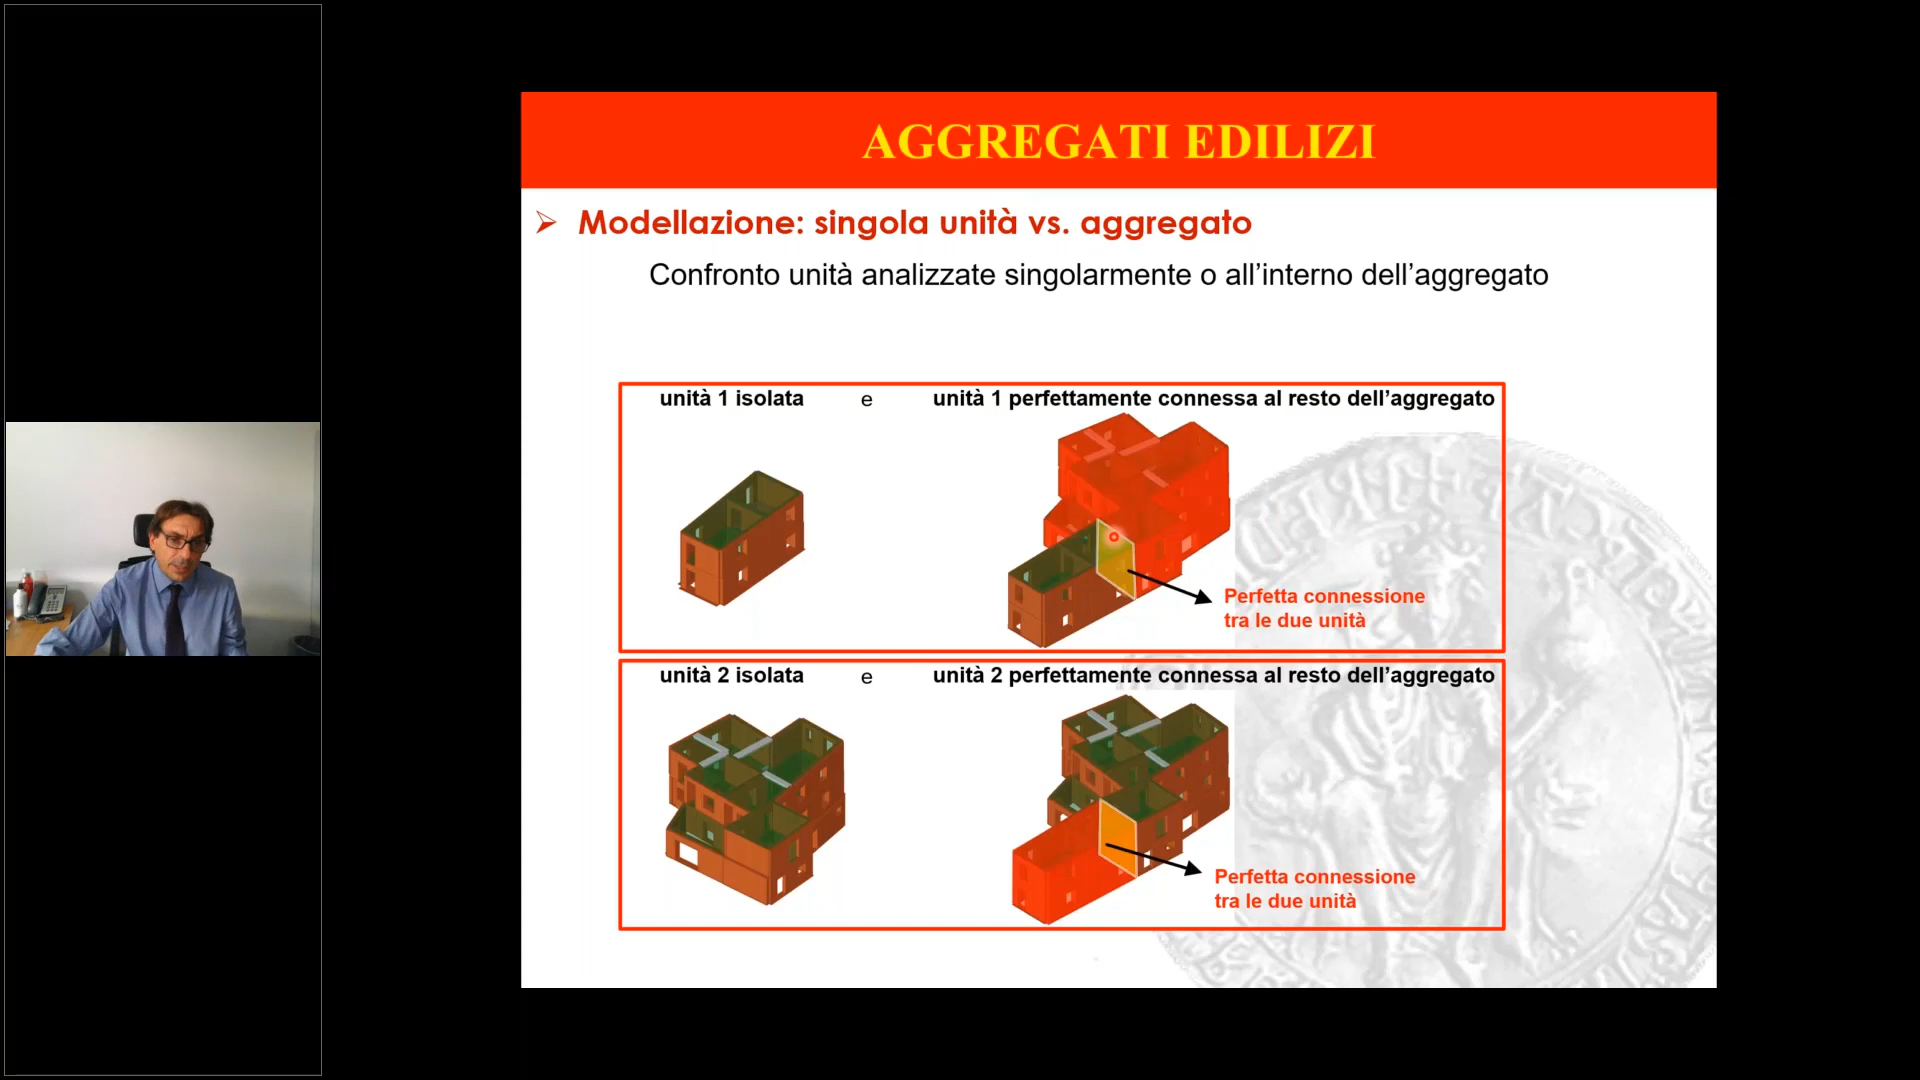 AGGREGATI EDILIZI
Modellazione: singola unità vs. aggregato
Confronto unità analizzate singolarmente o all’interno dell’aggregato
unità 1 isolata e unità 1 perfettamente connessa al resto dell’aggregato
Perfetta connessione
tra le due unità
unità 2 isolata e unità 2 perfettamente connessa al resto dell’aggregato
Perfetta connessione
tra le due unità